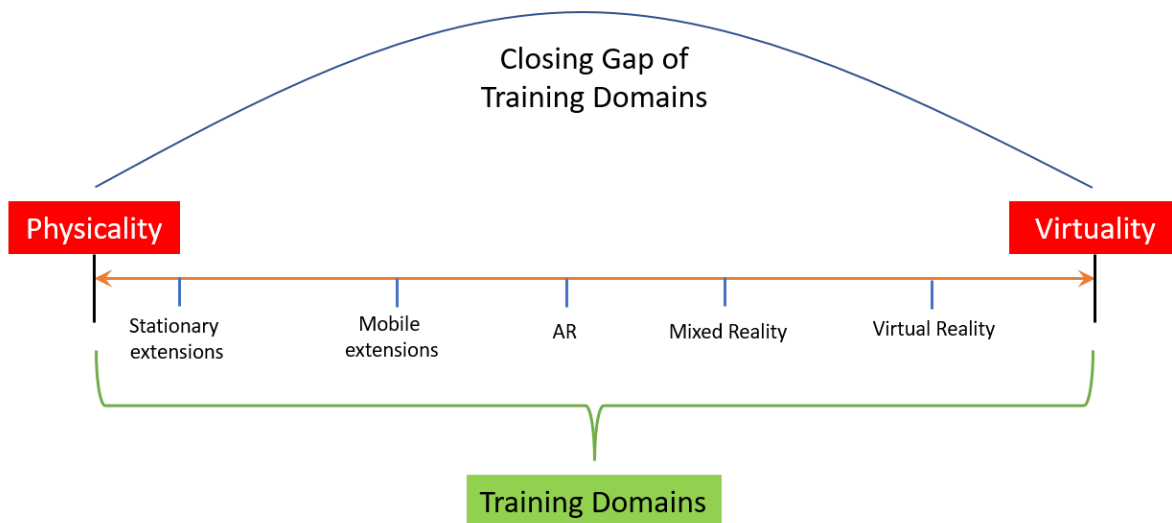 Closing Gap of
Training Domains
Physicality
Virtuality
Stationary
extensions
Mobile
extensions
AR
Mixed Reality
Virtual Reality
Training Domains